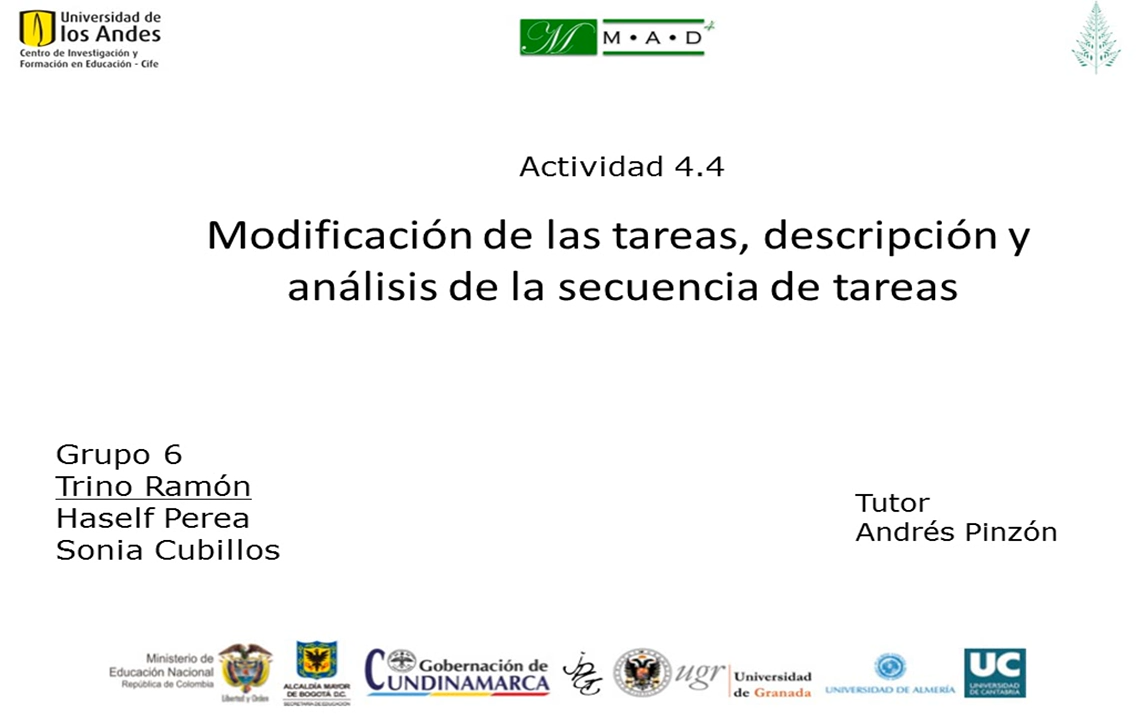 Universidad de
los Andes
Centro de Investigación y
Formación en Educación - Cife
M M•A•D+
Actividad 4.4
Modificación de las tareas, descripción y
análisis de la secuencia de tareas
Grupo 6
Trino Ramón
Haself Perea
Sonia Cubillos
Tutor
Andrés Pinzón
Ministerio de
Educación Nacional
República de Colombia
Libertad y Orden
ALCALDÍA MAYOR
DE BOGOTÁ D.C.
SECRETARÍA DE EDUCACIÓN
Gobernación de
CUNDINAMARCA
ugr
Universidad
de Granada
UNIVERSIDAD DE ALMERÍA
UC
UNIVERSIDAD
DE CANTABRIA